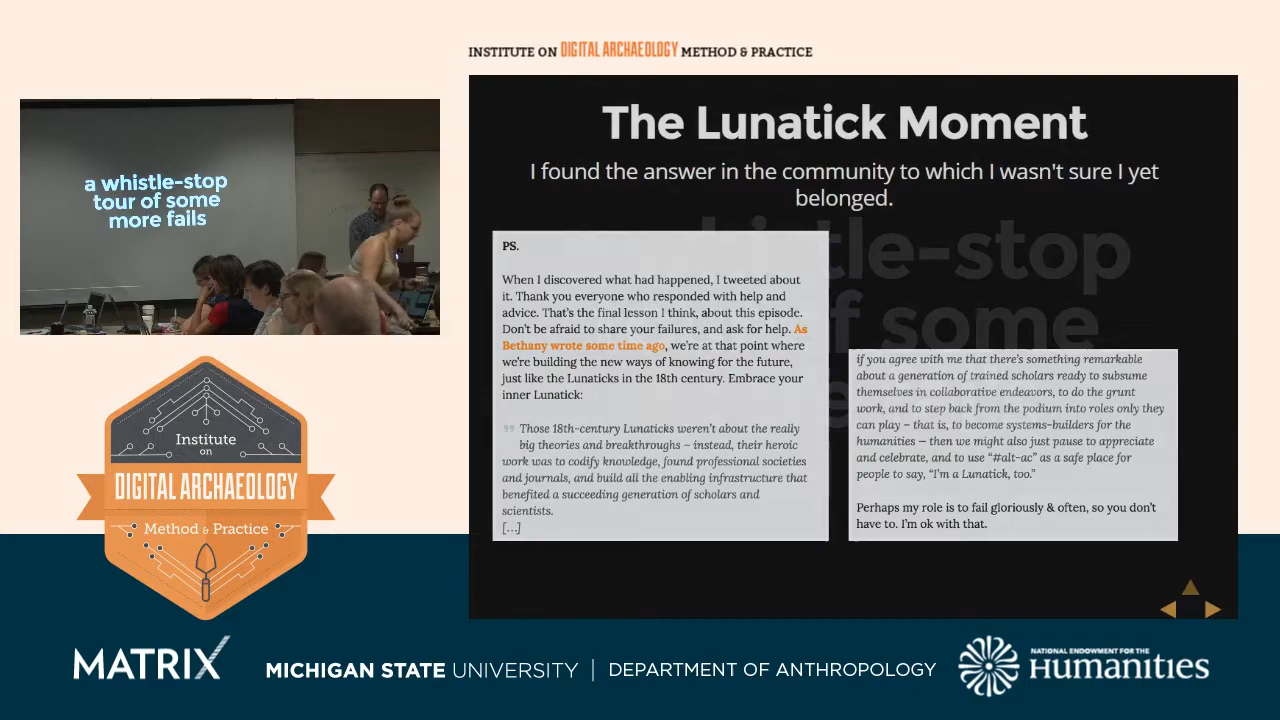 INSTITUTE ON DIGITAL ARCHAEOLOGY METHOD & PRACTICE
a whistle-stop
tour of some
more fails
The Lunatick Moment
I found the answer in the community to which I wasn't sure I yet
belonged.
PS.
When I discovered what had happened, I tweeted about
it. Thank you everyone who responded with help and
advice. That's the final lesson I think, about this episode.
Don't be afraid to share your failures, and ask for help. As
Bethany wrote some time ago, we're at that point where
we're building the new ways of knowing for the future,
just like the Lunaticks in the 18th century. Embrace your
inner Lunatick:
” Those 18th-century Lunaticks weren't about the really
big theories and breakthroughs – instead, their heroic
work was to codify knowledge, found professional societies
and journals, and build all the enabling infrastructure that
benefited a succeeding generation of scholars and
scientists.
[…]
if you agree with me that there's something remarkable
about a generation of trained scholars ready to subsume
themselves in collaborative endeavors, to do the grunt
work, and to step back from the podium into roles only they
can play – that is, to become systems-builders for the
humanities — then we might also just pause to appreciate
and celebrate, and to use “#alt-ac” as a safe place for
people to say, “I'm a Lunatick, too.”
Perhaps my role is to fail gloriously & often, so you don't
have to. I'm ok with that.
Institute
on
DIGITAL ARCHAEOLOGY
Method & Practice
MATRIX
MICHIGAN STATE UNIVERSITY | DEPARTMENT OF ANTHROPOLOGY
NATIONAL ENDOWMENT FOR THE
Humanities